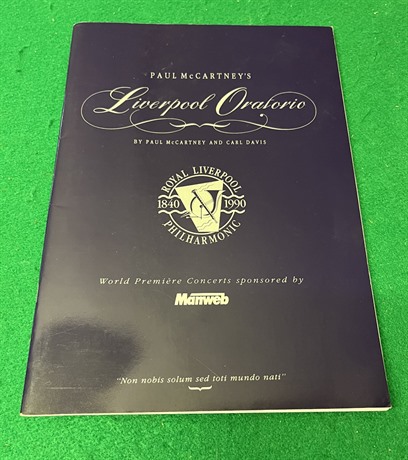 PAUL McCARTNEY'S
Liverpool Oratorio
BY PAUL McCARTNEY AND CARL DAVIS
ROYAL LIVERPOOL
1840 1990
PHILHARMONIC
World Première Concerts sponsored by
Manweb
"Non nobis solum sed toti mundo nati"